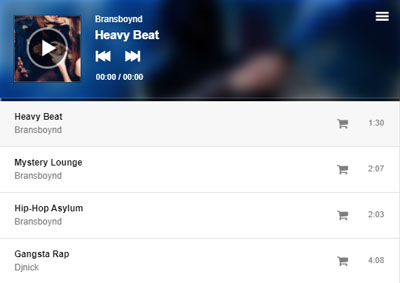 Bransboynd
Heavy Beat
00:00 / 00:00
Heavy Beat
Bransboynd
1:30
Mystery Lounge
Bransboynd
2:07
Hip-Hop Asylum
Bransboynd
2:03
Gangsta Rap
Djnick
4:08